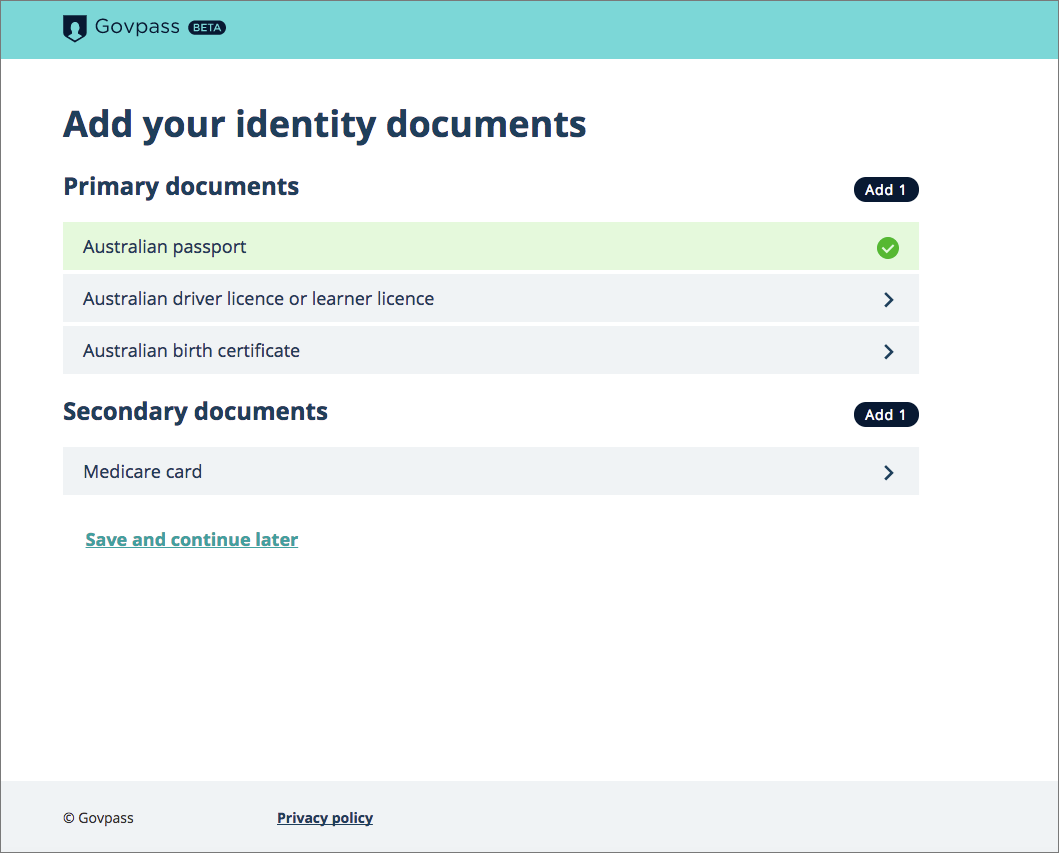 Govpass BETA
Add your identity documents
Primary documents
Add 1
Australian passport
Australian driver licence or learner licence
Australian birth certificate
Secondary documents
Add 1
Medicare card
Save and continue later
© Govpass
Privacy policy